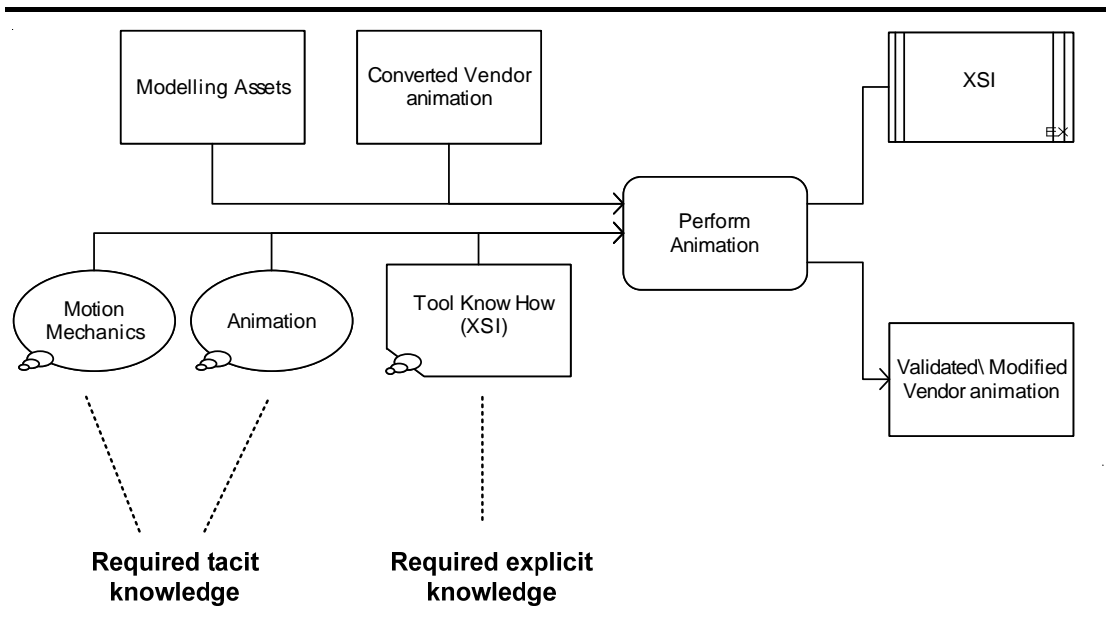 Modelling Assets
Converted Vendor
animation
XSI
EX
Perform
Animation
Motion
Mechanics
Animation
Tool Know How
(XSI)
Validated\ Modified
Vendor animation
Required tacit
knowledge
Required explicit
knowledge